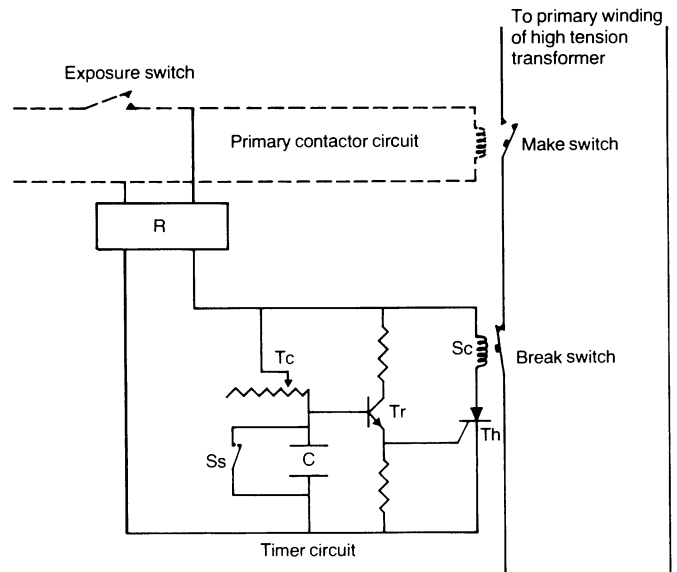 To primary winding
of high tension
transformer
Exposure switch
Primary contactor circuit
Make switch
R
Tc
Sc
Break switch
Tr
Th
Ss
C
Timer circuit